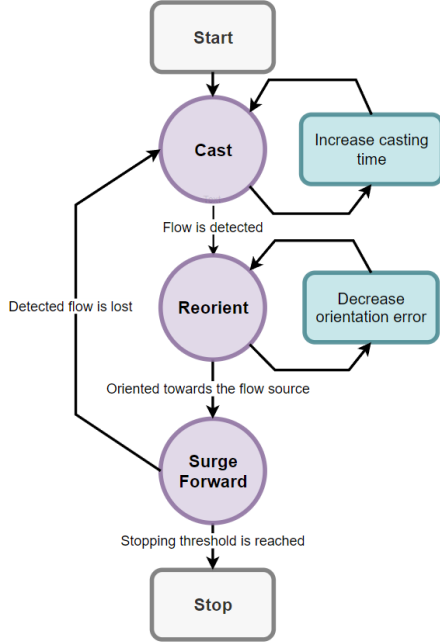 Start
Cast
Increase casting
time
Flow is detected
Reorient
Decrease
orientation error
Detected flow is lost
Oriented towards the flow source
Surge
Forward
Stopping threshold is reached
Stop